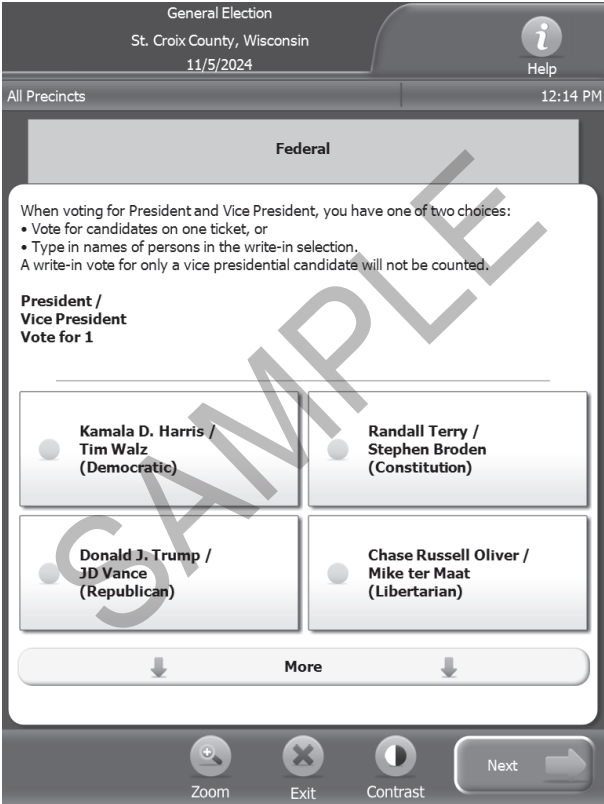 General Election
St. Croix County, Wisconsin
11/5/2024
Help
All Precincts
12:14 PM
Federal
When voting for President and Vice President, you have one of two choices:
• Vote for candidates on one ticket, or
• Type in names of persons in the write-in selection.
A write-in vote for only a vice presidential candidate will not be counted.
President /
Vice President
Vote for 1
Kamala D. Harris /
Tim Walz
(Democratic)
Randall Terry /
Stephen Broden
(Constitution)
Donald J. Trump /
JD Vance
(Republican)
Chase Russell Oliver /
Mike ter Maat
(Libertarian)
More
Zoom
Exit
Contrast
Next
SAMPLE